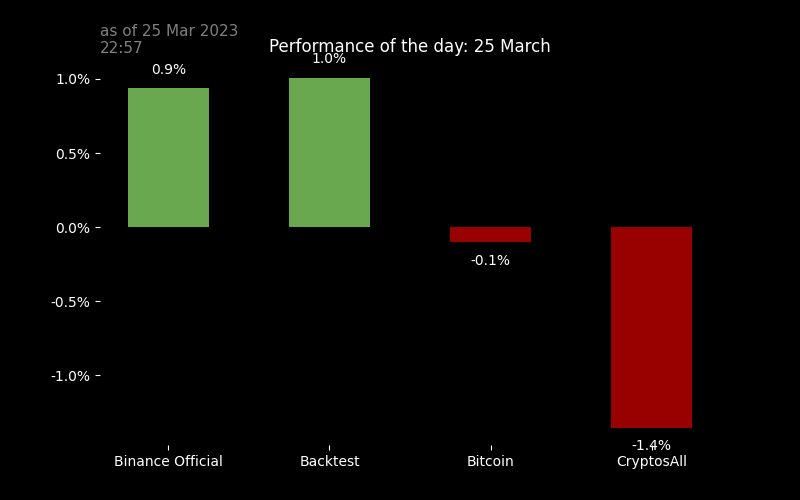 as of 25 Mar 2023
22:57
Performance of the day: 25 March
0.9%
1.0%
-0.1%
-1.4%
1.0%
0.5%
0.0%
-0.5%
-1.0%
Binance Official
Backtest
Bitcoin
CryptosAll